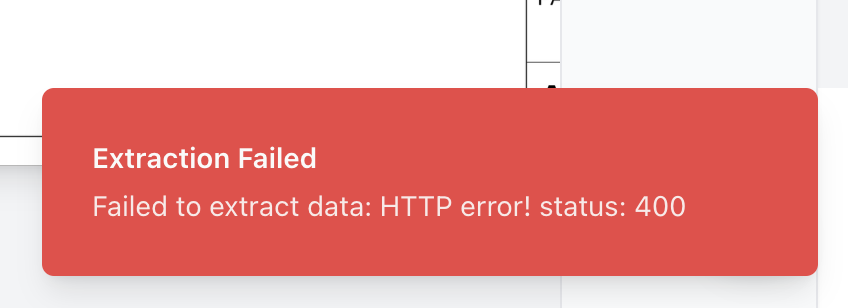 Extraction Failed
Failed to extract data: HTTP error! status: 400